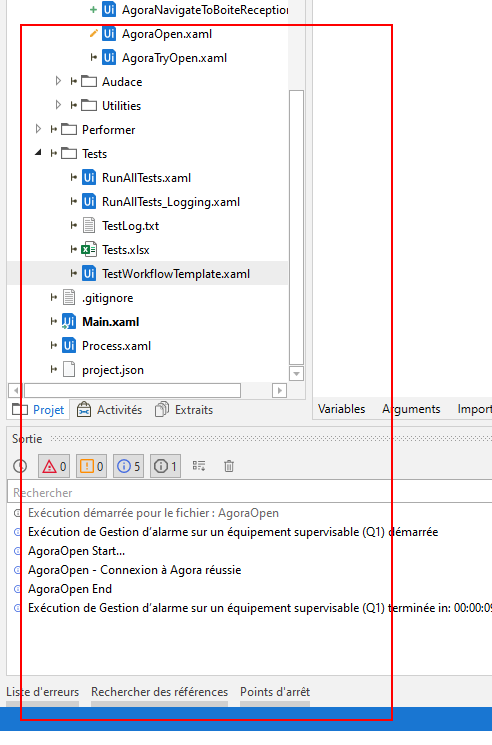 AgoraNavigateToBoiteReception
AgoraOpen.xaml
AgoraTryOpen.xaml
Audace
Utilities
Performer
Tests
RunAllTests.xaml
RunAllTests_Logging.xaml
TestLog.txt
Tests.xlsx
TestWorkflowTemplate.xaml
.gitignore
Main.xaml
Process.xaml
project.json
Projet Activités Extraits Variables Arguments Import
Sortie
0 0 5 1
Rechercher
Exécution démarrée pour le fichier : AgoraOpen
Exécution de Gestion d'alarme sur un équipement supervisable (Q1) démarrée
AgoraOpen Start...
AgoraOpen - Connexion à Agora réussie
AgoraOpen End
Exécution de Gestion d'alarme sur un équipement supervisable (Q1) terminée in: 00:00:09
Liste d'erreurs Rechercher des références Points d'arrêt